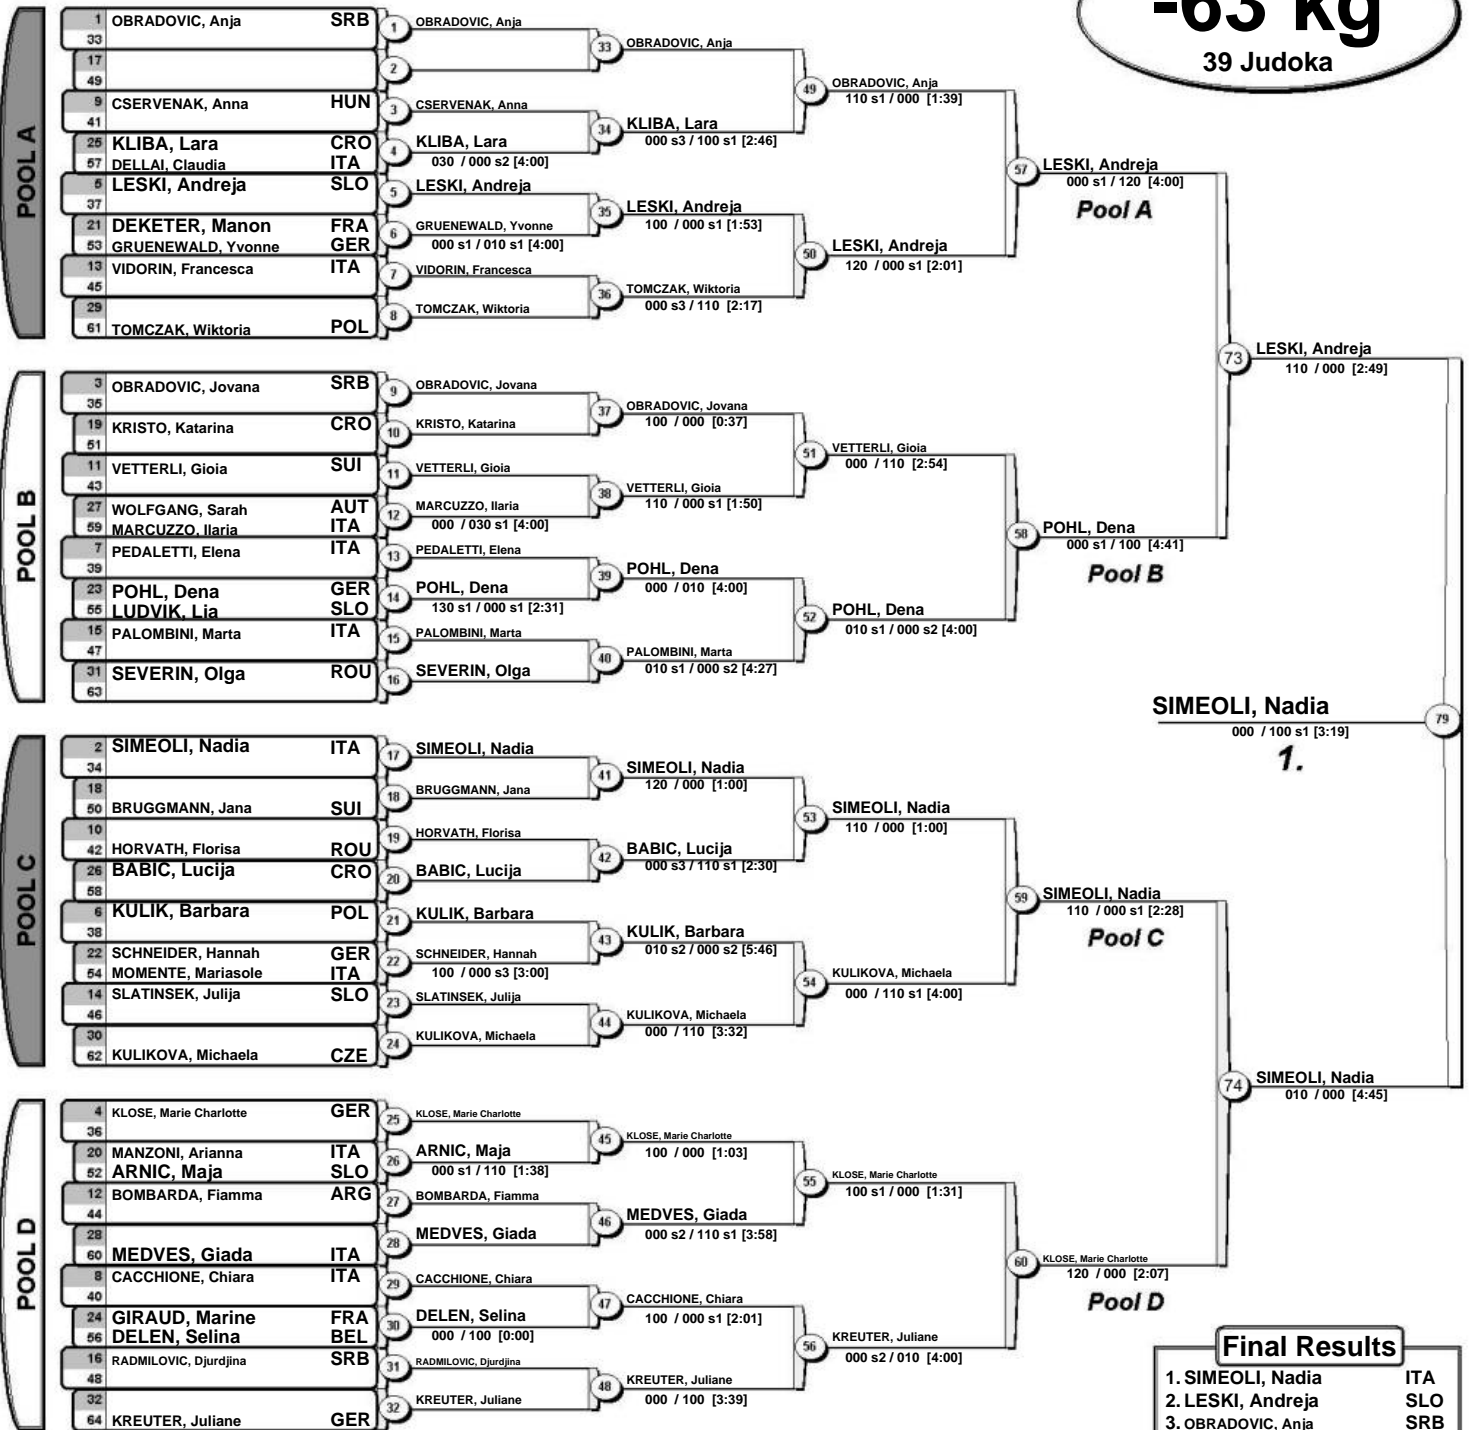 -63 kg
39 Judoka
POOL A
1 OBRADOVIC, Anja SRB
33
17
49
9 CSERVENAK, Anna HUN
41
25 KLIBA, Lara CRO
57 DELLAI, Claudia ITA
5 LESKI, Andreja SLO
37
21 DEKETER, Manon FRA
53 GRUENEWALD, Yvonne GER
13 VIDORIN, Francesca ITA
45
29
61 TOMCZAK, Wiktoria POL
1 OBRADOVIC, Anja
2
3 CSERVENAK, Anna
4 KLIBA, Lara
030 / 000 s2 [4:00]
5 LESKI, Andreja
6 GRUENEWALD, Yvonne
000 s1 / 010 s1 [4:00]
7 VIDORIN, Francesca
8 TOMCZAK, Wiktoria
33 OBRADOVIC, Anja
34 KLIBA, Lara
000 s3 / 100 s1 [2:46]
35 LESKI, Andreja
100 / 000 s1 [1:53]
36 TOMCZAK, Wiktoria
000 s3 / 110 [2:17]
49 OBRADOVIC, Anja
110 s1 / 000 [1:39]
50 LESKI, Andreja
120 / 000 s1 [2:01]
57 LESKI, Andreja
000 s1 / 120 [4:00]
Pool A
POOL B
3 OBRADOVIC, Jovana SRB
35
19 KRISTO, Katarina CRO
51
11 VETTERLI, Gioia SUI
43
27 WOLFGANG, Sarah AUT
59 MARCUZZO, Ilaria ITA
7 PEDALETTI, Elena ITA
39
23 POHL, Dena GER
55 LUDVIK, Lia SLO
15 PALOMBINI, Marta ITA
47
31 SEVERIN, Olga ROU
63
9 OBRADOVIC, Jovana
10 KRISTO, Katarina
11 VETTERLI, Gioia
12 MARCUZZO, Ilaria
000 / 030 s1 [4:00]
13 PEDALETTI, Elena
14 POHL, Dena
130 s1 / 000 s1 [2:31]
15 PALOMBINI, Marta
16 SEVERIN, Olga
37 OBRADOVIC, Jovana
100 / 000 [0:37]
38 VETTERLI, Gioia
110 / 000 s1 [1:50]
39 POHL, Dena
000 / 010 [4:00]
40 PALOMBINI, Marta
010 s1 / 000 s2 [4:27]
51 VETTERLI, Gioia
000 / 110 [2:54]
52 POHL, Dena
010 s1 / 000 s2 [4:00]
58 POHL, Dena
000 s1 / 100 [4:41]
Pool B
73 LESKI, Andreja
110 / 000 [2:49]
SIMEOLI, Nadia 79
000 / 100 s1 [3:19]
1.
POOL C
2 SIMEOLI, Nadia ITA
34
18
50 BRUGGMANN, Jana SUI
10
42 HORVATH, Florisa ROU
26 BABIC, Lucija CRO
58
6 KULIK, Barbara POL
38
22 SCHNEIDER, Hannah GER
54 MOMENTE, Mariasole ITA
14 SLATINSEK, Julija SLO
46
30
62 KULIKOVA, Michaela CZE
17 SIMEOLI, Nadia
18 BRUGGMANN, Jana
19 HORVATH, Florisa
20 BABIC, Lucija
21 KULIK, Barbara
22 SCHNEIDER, Hannah
100 / 000 s3 [3:00]
23 SLATINSEK, Julija
24 KULIKOVA, Michaela
41 SIMEOLI, Nadia
120 / 000 [1:00]
42 BABIC, Lucija
000 s3 / 110 s1 [2:30]
43 KULIK, Barbara
010 s2 / 000 s2 [5:46]
44 KULIKOVA, Michaela
000 / 110 [3:32]
53 SIMEOLI, Nadia
110 / 000 [1:00]
54 KULIKOVA, Michaela
000 / 110 s1 [4:00]
59 SIMEOLI, Nadia
110 / 000 s1 [2:28]
Pool C
74 SIMEOLI, Nadia
010 / 000 [4:45]
POOL D
4 KLOSE, Marie Charlotte GER
36
20 MANZONI, Arianna ITA
52 ARNIC, Maja SLO
12 BOMBARDA, Fiamma ARG
44
28
60 MEDVES, Giada ITA
8 CACCHIONE, Chiara ITA
40
24 GIRAUD, Marine FRA
56 DELEN, Selina BEL
16 RADMILOVIC, Djurdjina SRB
48
32
64 KREUTER, Juliane GER
25 KLOSE, Marie Charlotte
26 ARNIC, Maja
000 s1 / 110 [1:38]
27 BOMBARDA, Fiamma
28 MEDVES, Giada
29 CACCHIONE, Chiara
30 DELEN, Selina
000 / 100 [0:00]
31 RADMILOVIC, Djurdjina
32 KREUTER, Juliane
45 KLOSE, Marie Charlotte
100 / 000 [1:03]
46 MEDVES, Giada
000 s2 / 110 s1 [3:58]
47 CACCHIONE, Chiara
100 / 000 s1 [2:01]
48 KREUTER, Juliane
000 / 100 [3:39]
55 KLOSE, Marie Charlotte
100 s1 / 000 [1:31]
56 KREUTER, Juliane
000 s2 / 010 [4:00]
60 KLOSE, Marie Charlotte
120 / 000 [2:07]
Pool D
Final Results
1. SIMEOLI, Nadia ITA
2. LESKI, Andreja SLO
3. OBRADOVIC, Anja SRB